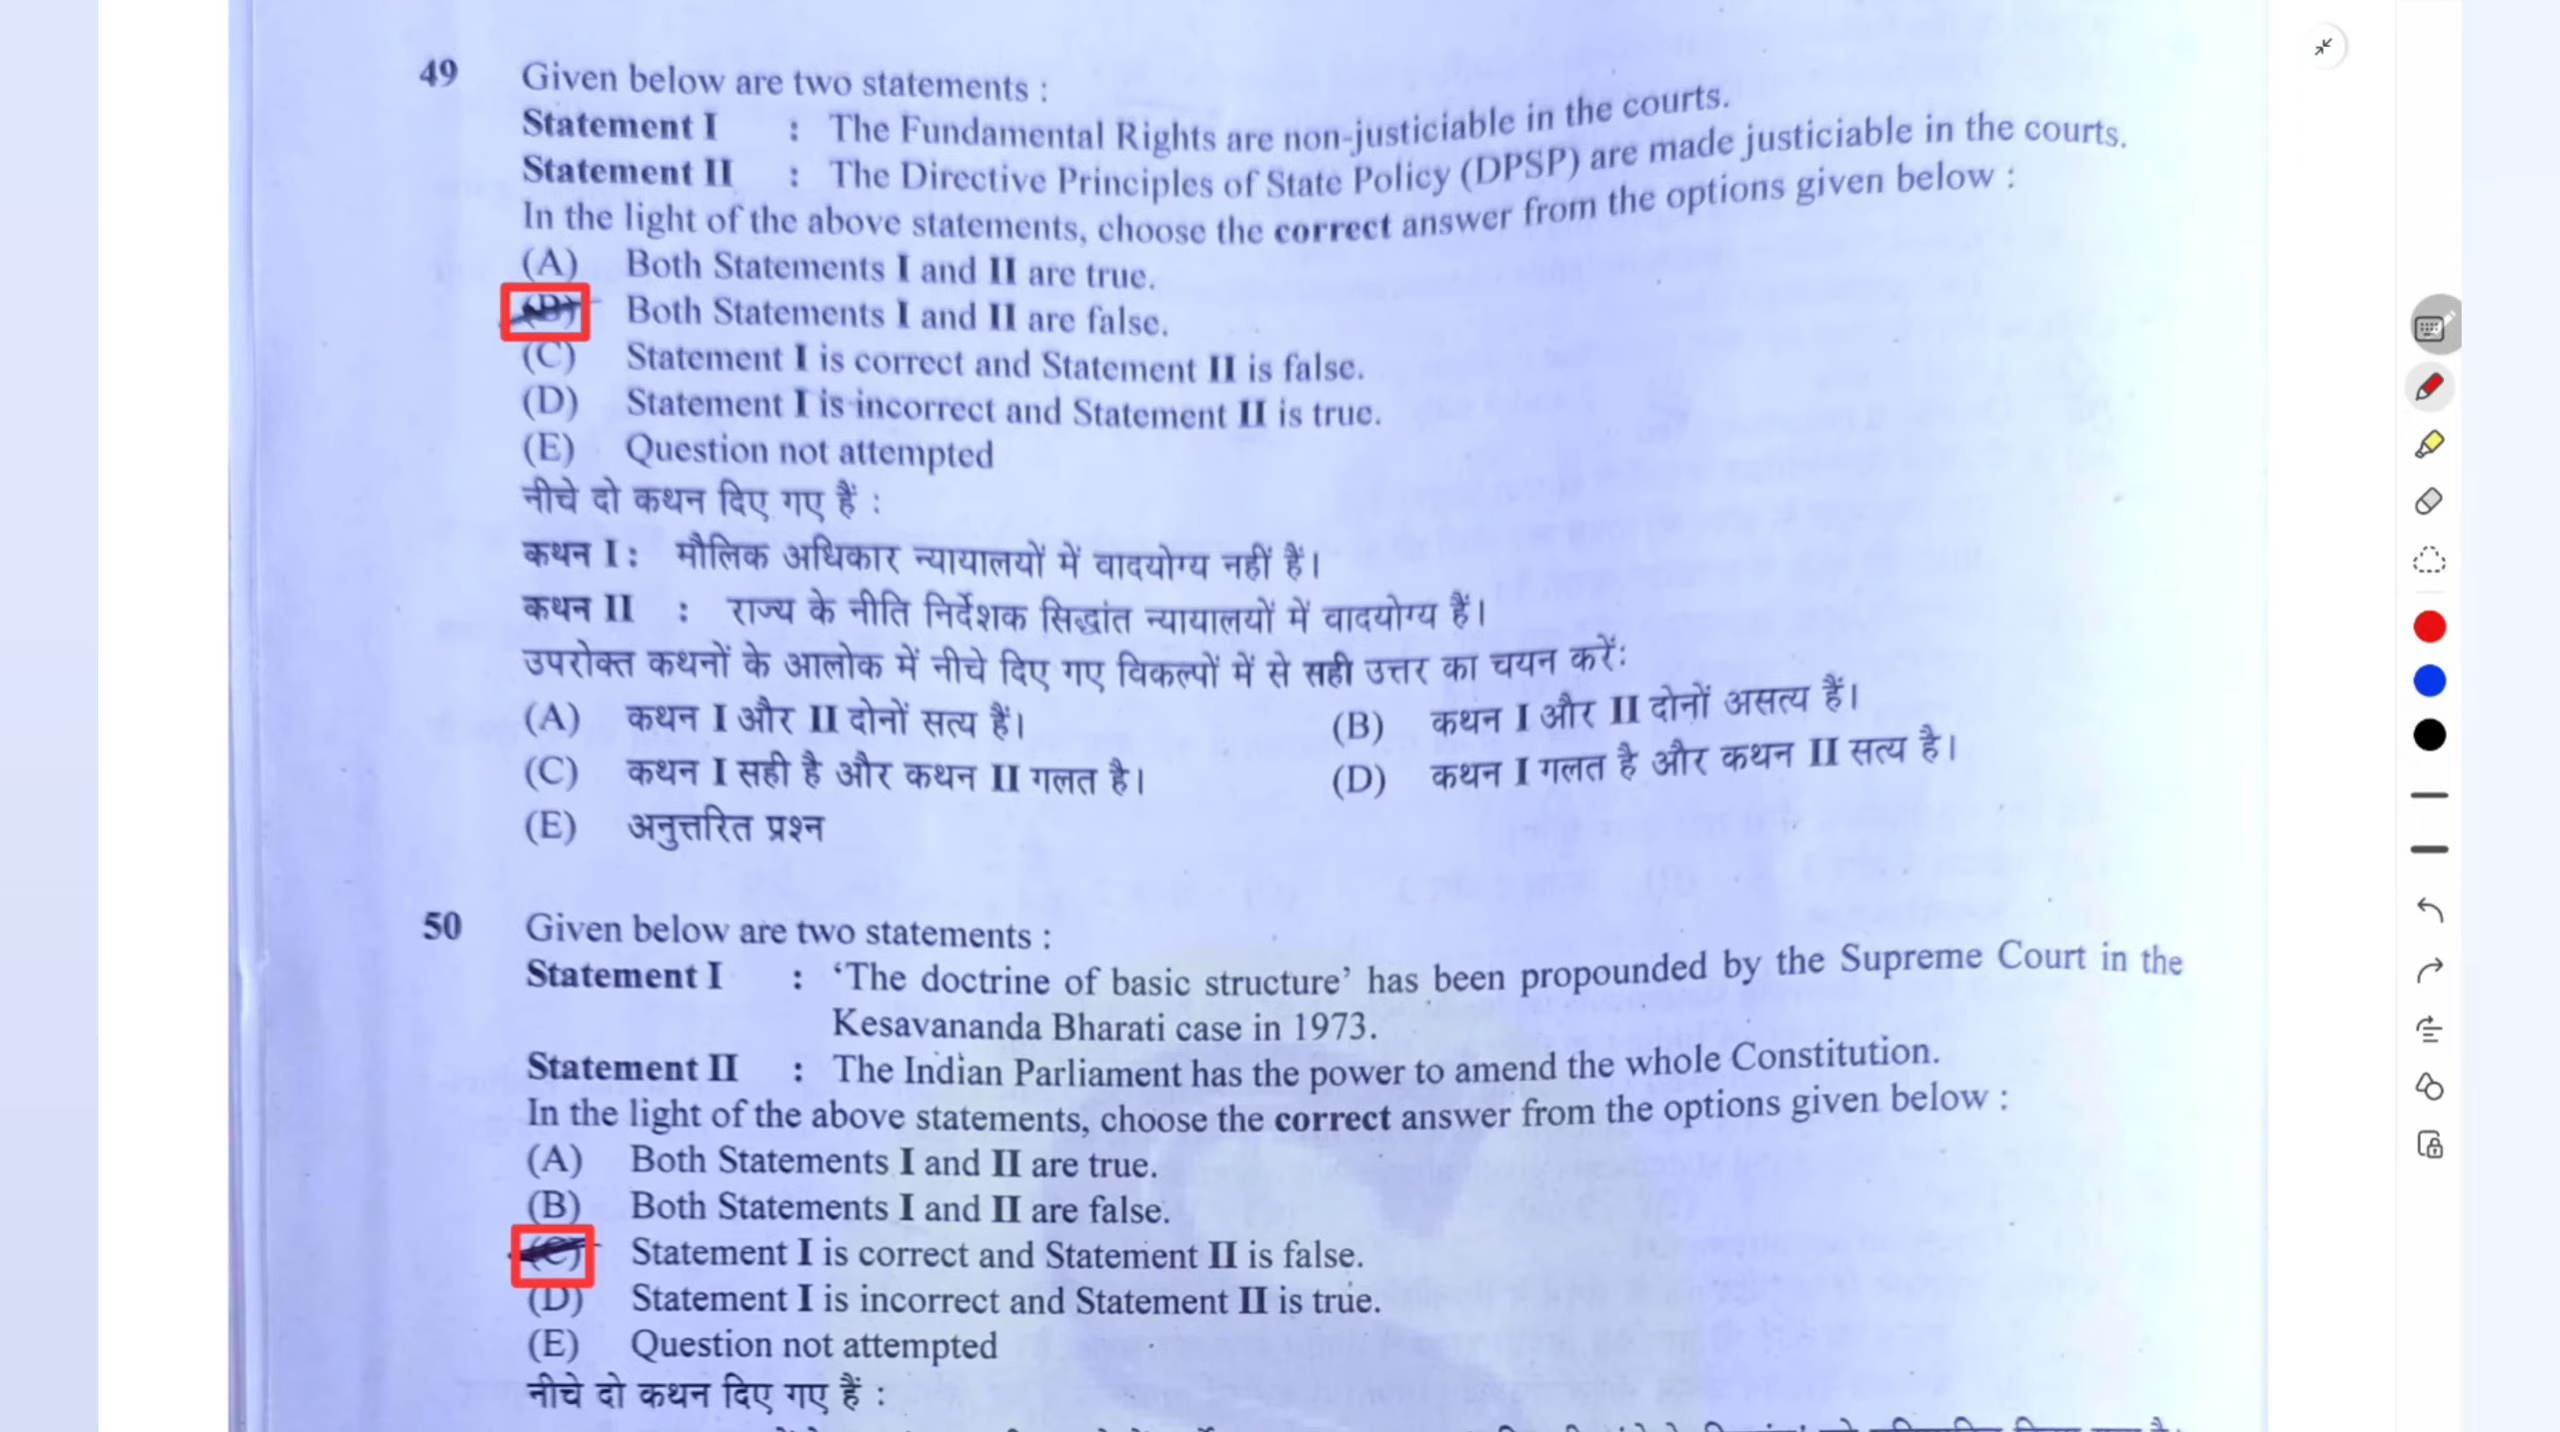 49 Given below are two statements :
Statement I : The Fundamental Rights are non-justiciable in the courts.
Statement II : The Directive Principles of State Policy (DPSP) are made justiciable in the courts.
In the light of the above statements, choose the correct answer from the options given below :
(A) Both Statements I and II are true.
(B) Both Statements I and II are false.
(C) Statement I is correct and Statement II is false.
(D) Statement I is incorrect and Statement II is true.
(E) Question not attempted
नीचे दो कथन दिए गए हैं :
कथन I : मौलिक अधिकार न्यायालयों में वादयोग्य नहीं हैं।
कथन II : राज्य के नीति निर्देशक सिद्धांत न्यायालयों में वादयोग्य हैं।
उपरोक्त कथनों के आलोक में नीचे दिए गए विकल्पों में से सही उत्तर का चयन करें:
(A) कथन I और II दोनों सत्य हैं। (B) कथन I और II दोनों असत्य हैं।
(C) कथन I सही है और कथन II गलत है। (D) कथन I गलत है और कथन II सत्य है।
(E) अनुत्तरित प्रश्न
50 Given below are two statements :
Statement I : ‘The doctrine of basic structure’ has been propounded by the Supreme Court in the
Kesavananda Bharati case in 1973.
Statement II : The Indian Parliament has the power to amend the whole Constitution.
In the light of the above statements, choose the correct answer from the options given below :
(A) Both Statements I and II are true.
(B) Both Statements I and II are false.
(C) Statement I is correct and Statement II is false.
(D) Statement I is incorrect and Statement II is true.
(E) Question not attempted
नीचे दो कथन दिए गए हैं :